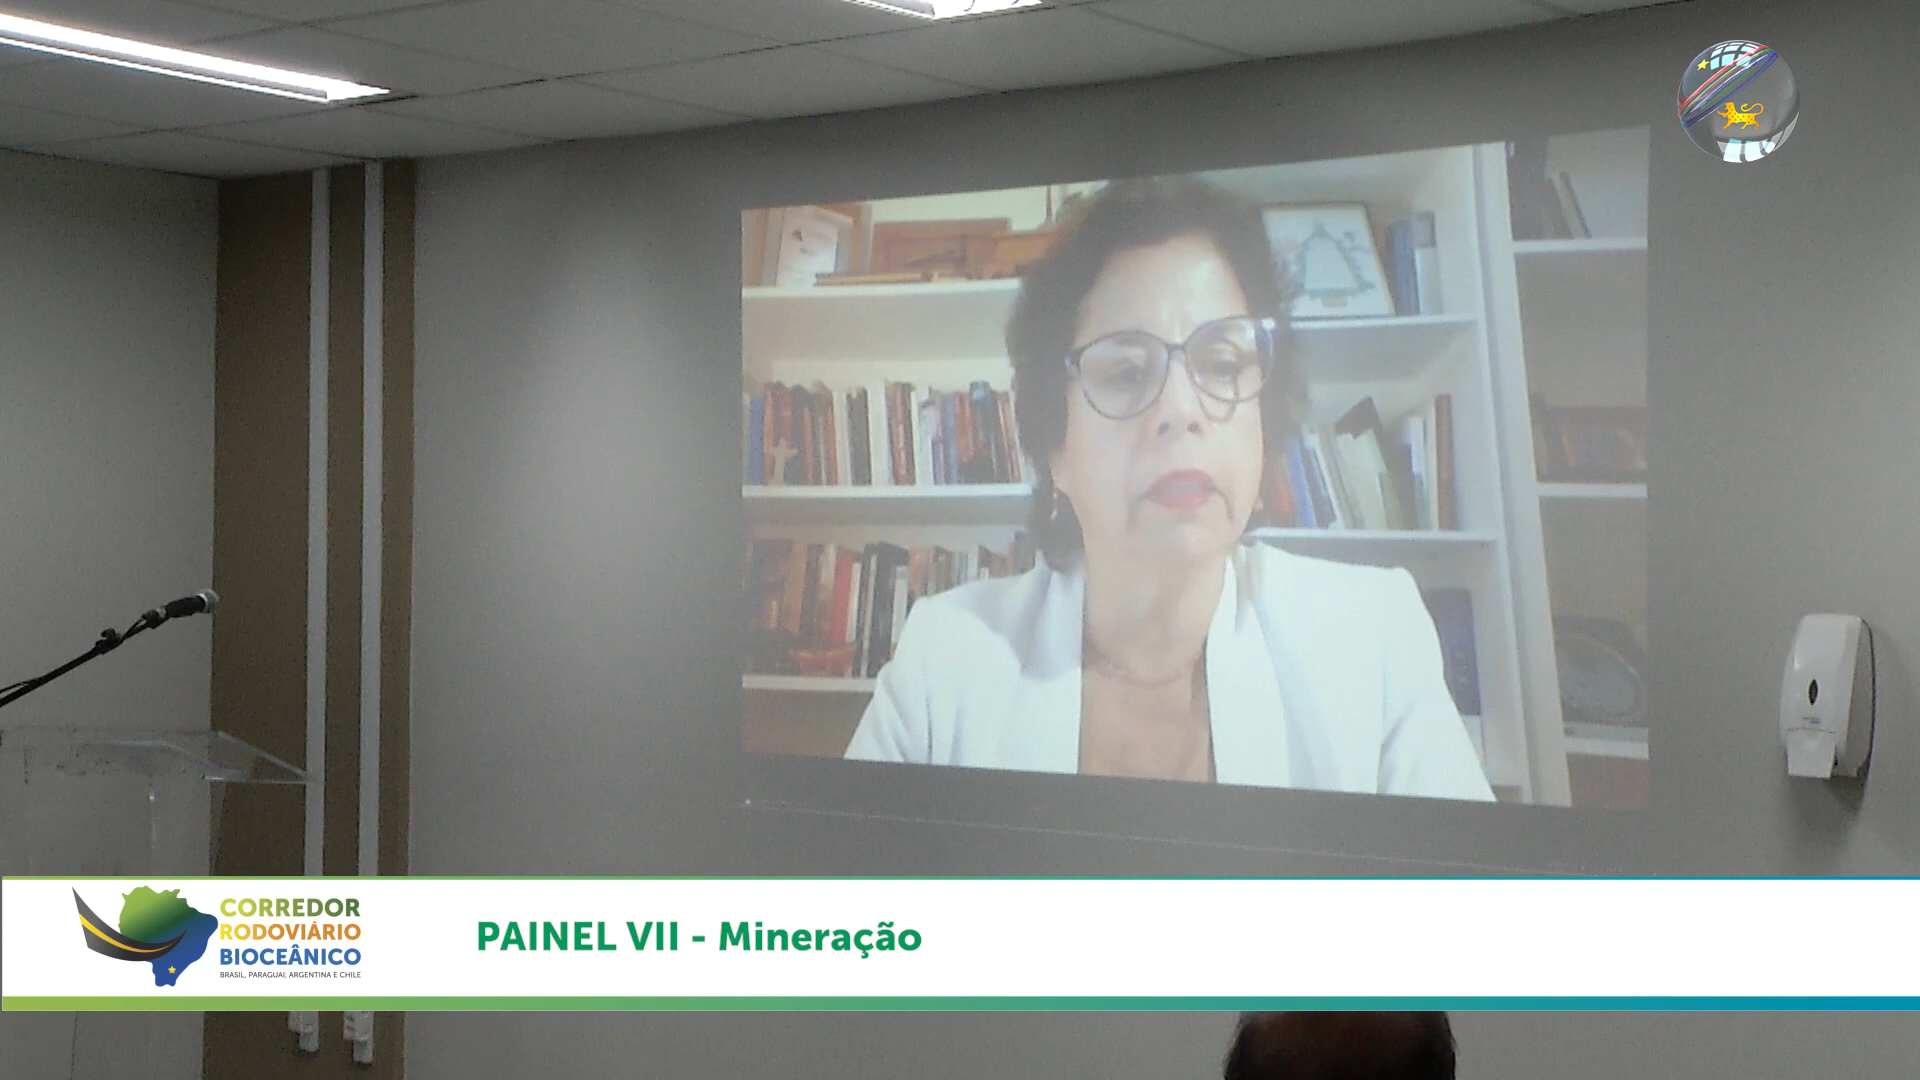 CORREDOR
RODOVIÁRIO
BIOCEÂNICO
BRASIL, PARAGUAI, ARGENTINA E CHILE
PAINEL VII - Mineração